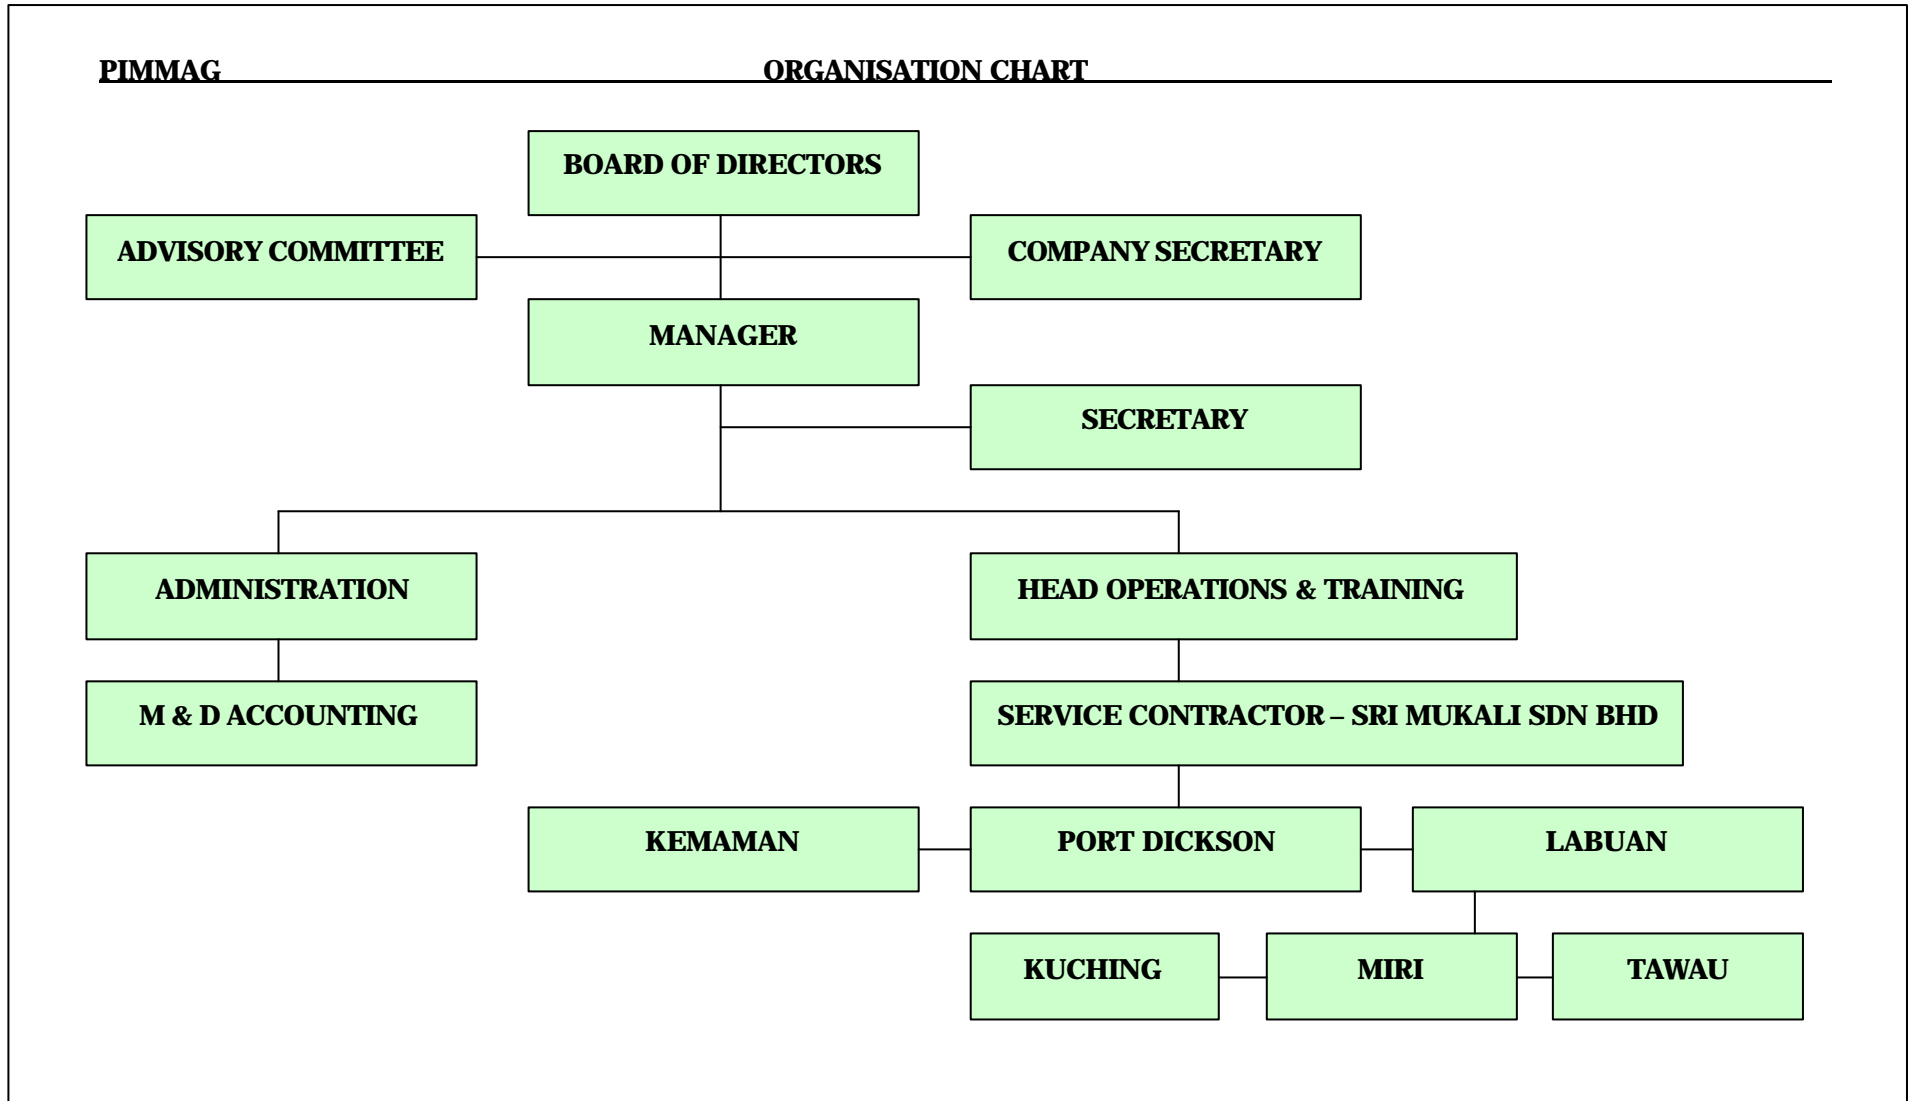 PIMMAG ORGANISATION CHART
BOARD OF DIRECTORS
ADVISORY COMMITTEE
COMPANY SECRETARY
MANAGER
SECRETARY
ADMINISTRATION
HEAD OPERATIONS & TRAINING
M & D ACCOUNTING
SERVICE CONTRACTOR – SRI MUKALI SDN BHD
KEMAMAN
PORT DICKSON
LABUAN
KUCHING
MIRI
TAWAU